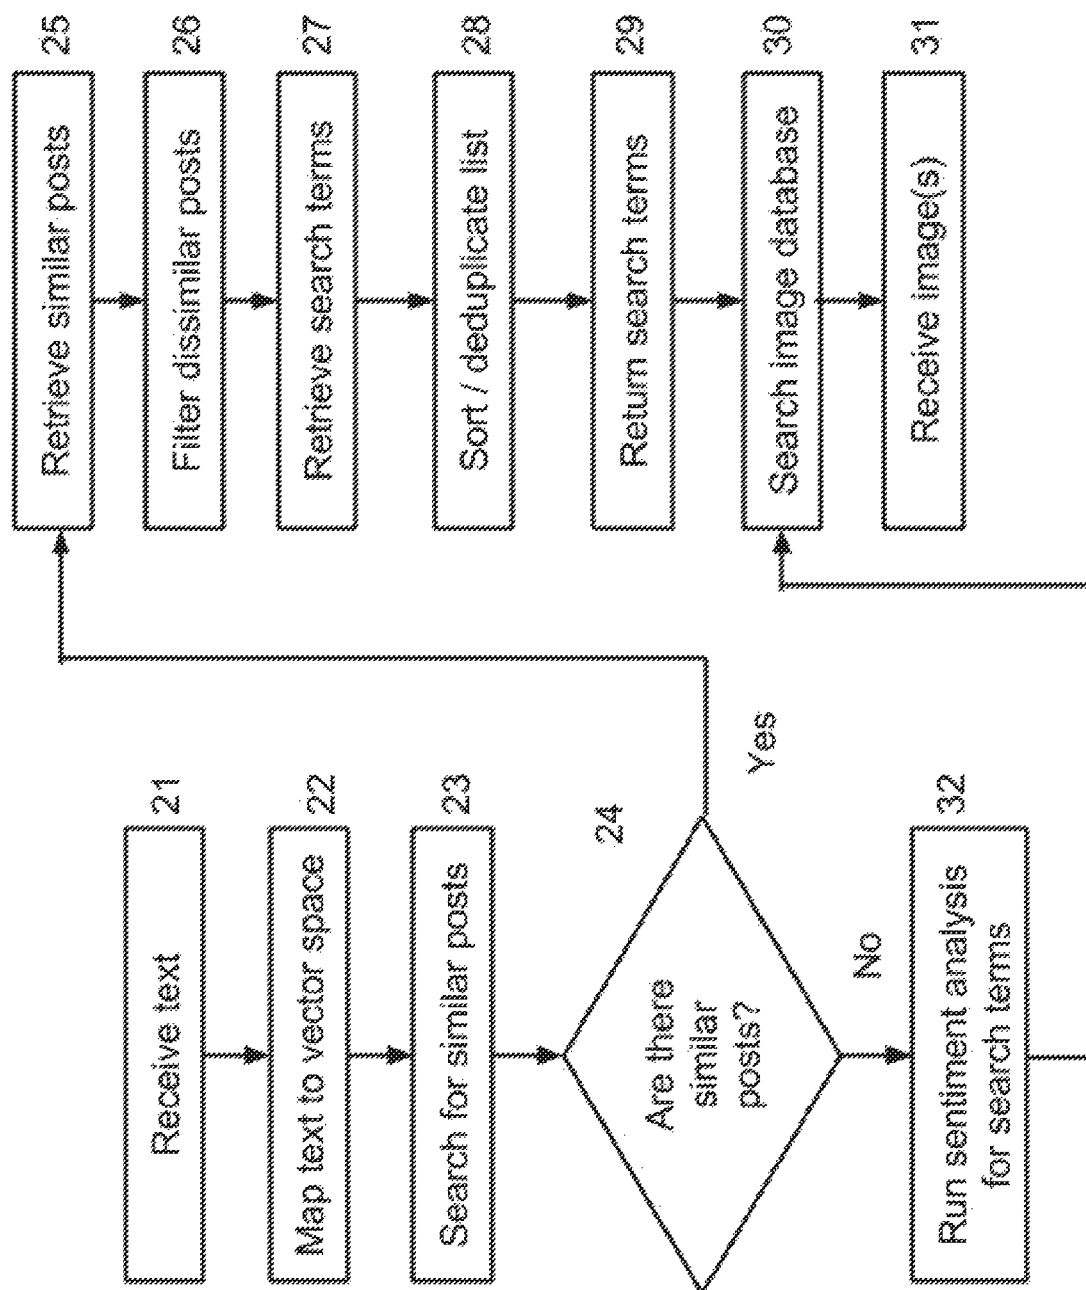 Receive text
21
Map text to vector space
22
Search for similar posts
23
Are there
similar
posts?
24
Yes
No
Run sentiment analysis
for search terms
32
Retrieve similar posts
25
Filter dissimilar posts
26
Retrieve search terms
27
Sort / deduplicate list
28
Return search terms
29
Search image database
30
Receive image(s)
31